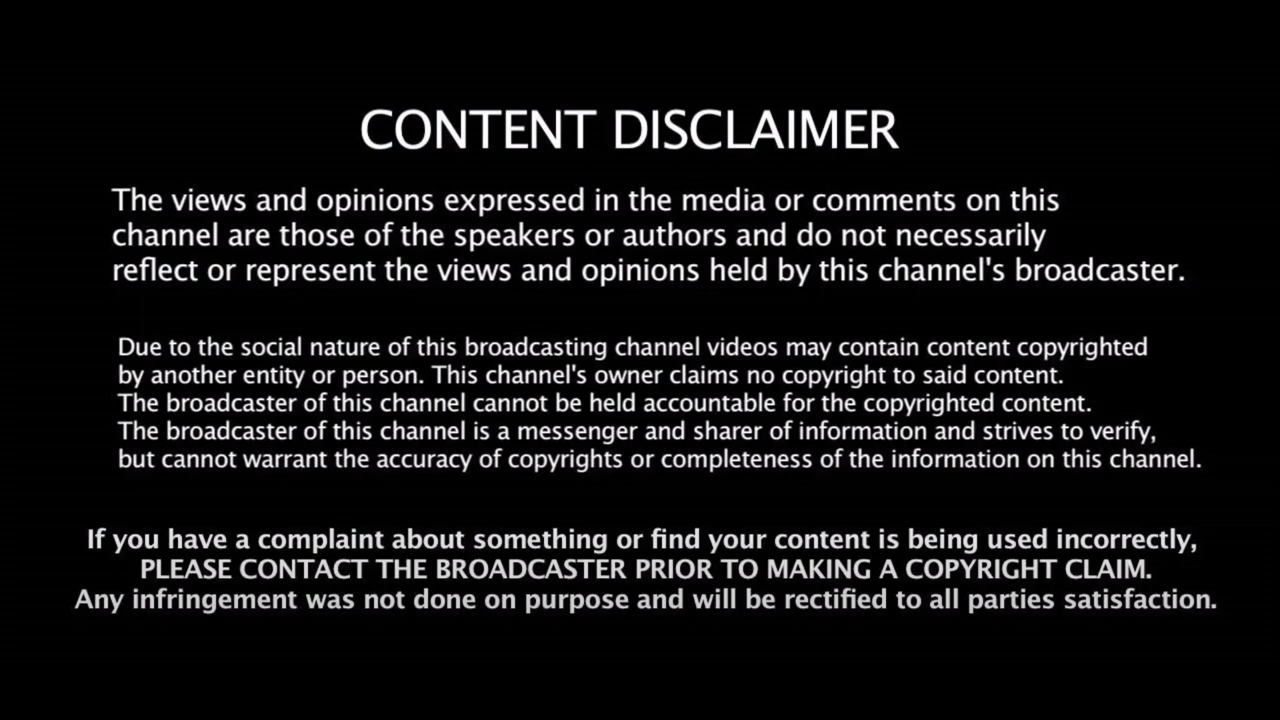 CONTENT DISCLAIMER
The views and opinions expressed in the media or comments on this
channel are those of the speakers or authors and do not necessarily
reflect or represent the views and opinions held by this channel's broadcaster.
Due to the social nature of this broadcasting channel videos may contain content copyrighted
by another entity or person. This channel's owner claims no copyright to said content.
The broadcaster of this channel cannot be held accountable for the copyrighted content.
The broadcaster of this channel is a messenger and sharer of information and strives to verify,
but cannot warrant the accuracy of copyrights or completeness of the information on this channel.
If you have a complaint about something or find your content is being used incorrectly,
PLEASE CONTACT THE BROADCASTER PRIOR TO MAKING A COPYRIGHT CLAIM.
Any infringement was not done on purpose and will be rectified to all parties satisfaction.